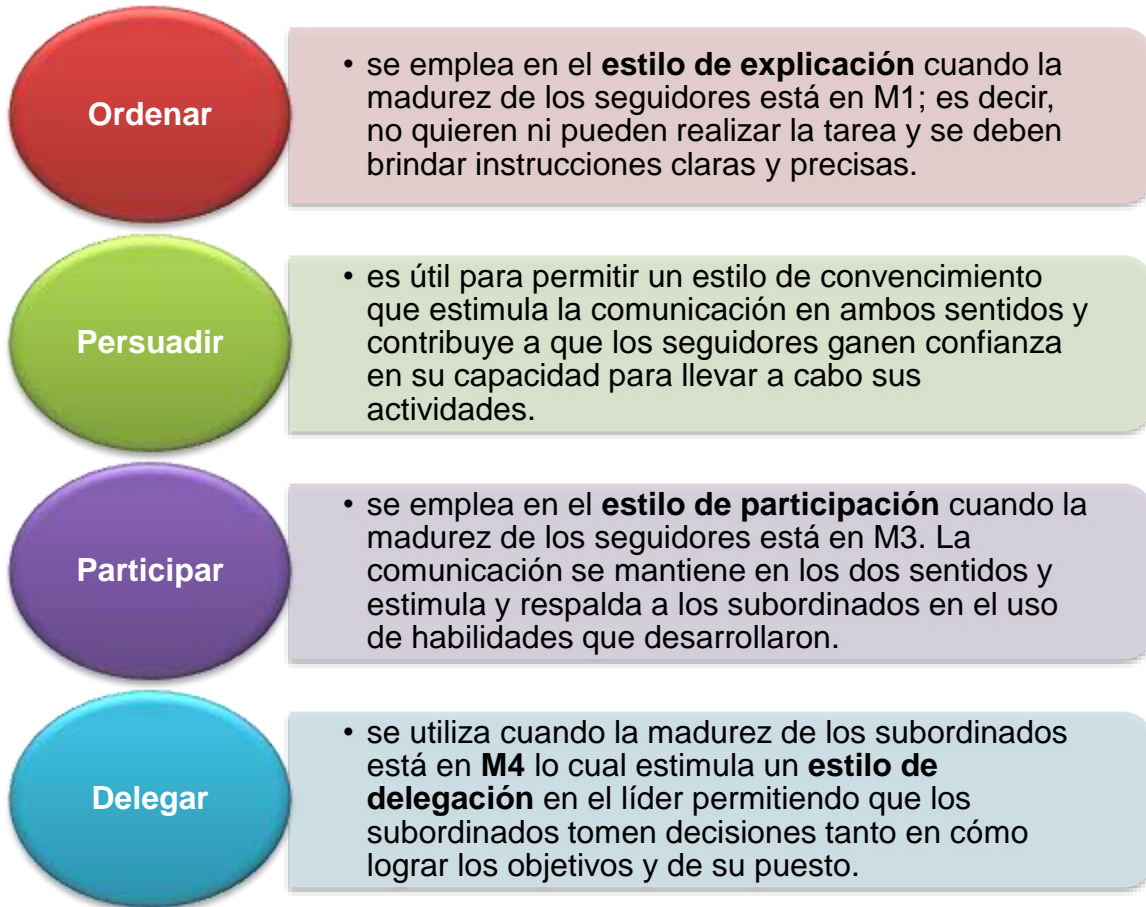 Ordenar
• se emplea en el estilo de explicación cuando la
madurez de los seguidores está en M1; es decir,
no quieren ni pueden realizar la tarea y se deben
brindar instrucciones claras y precisas.
Persuadir
• es útil para permitir un estilo de convencimiento
que estimula la comunicación en ambos sentidos y
contribuye a que los seguidores ganen confianza
en su capacidad para llevar a cabo sus
actividades.
Participar
• se emplea en el estilo de participación cuando la
madurez de los seguidores está en M3. La
comunicación se mantiene en los dos sentidos y
estimula y respalda a los subordinados en el uso
de habilidades que desarrollaron.
Delegar
• se utiliza cuando la madurez de los subordinados
está en M4 lo cual estimula un estilo de
delegación en el líder permitiendo que los
subordinados tomen decisiones tanto en cómo
lograr los objetivos y de su puesto.